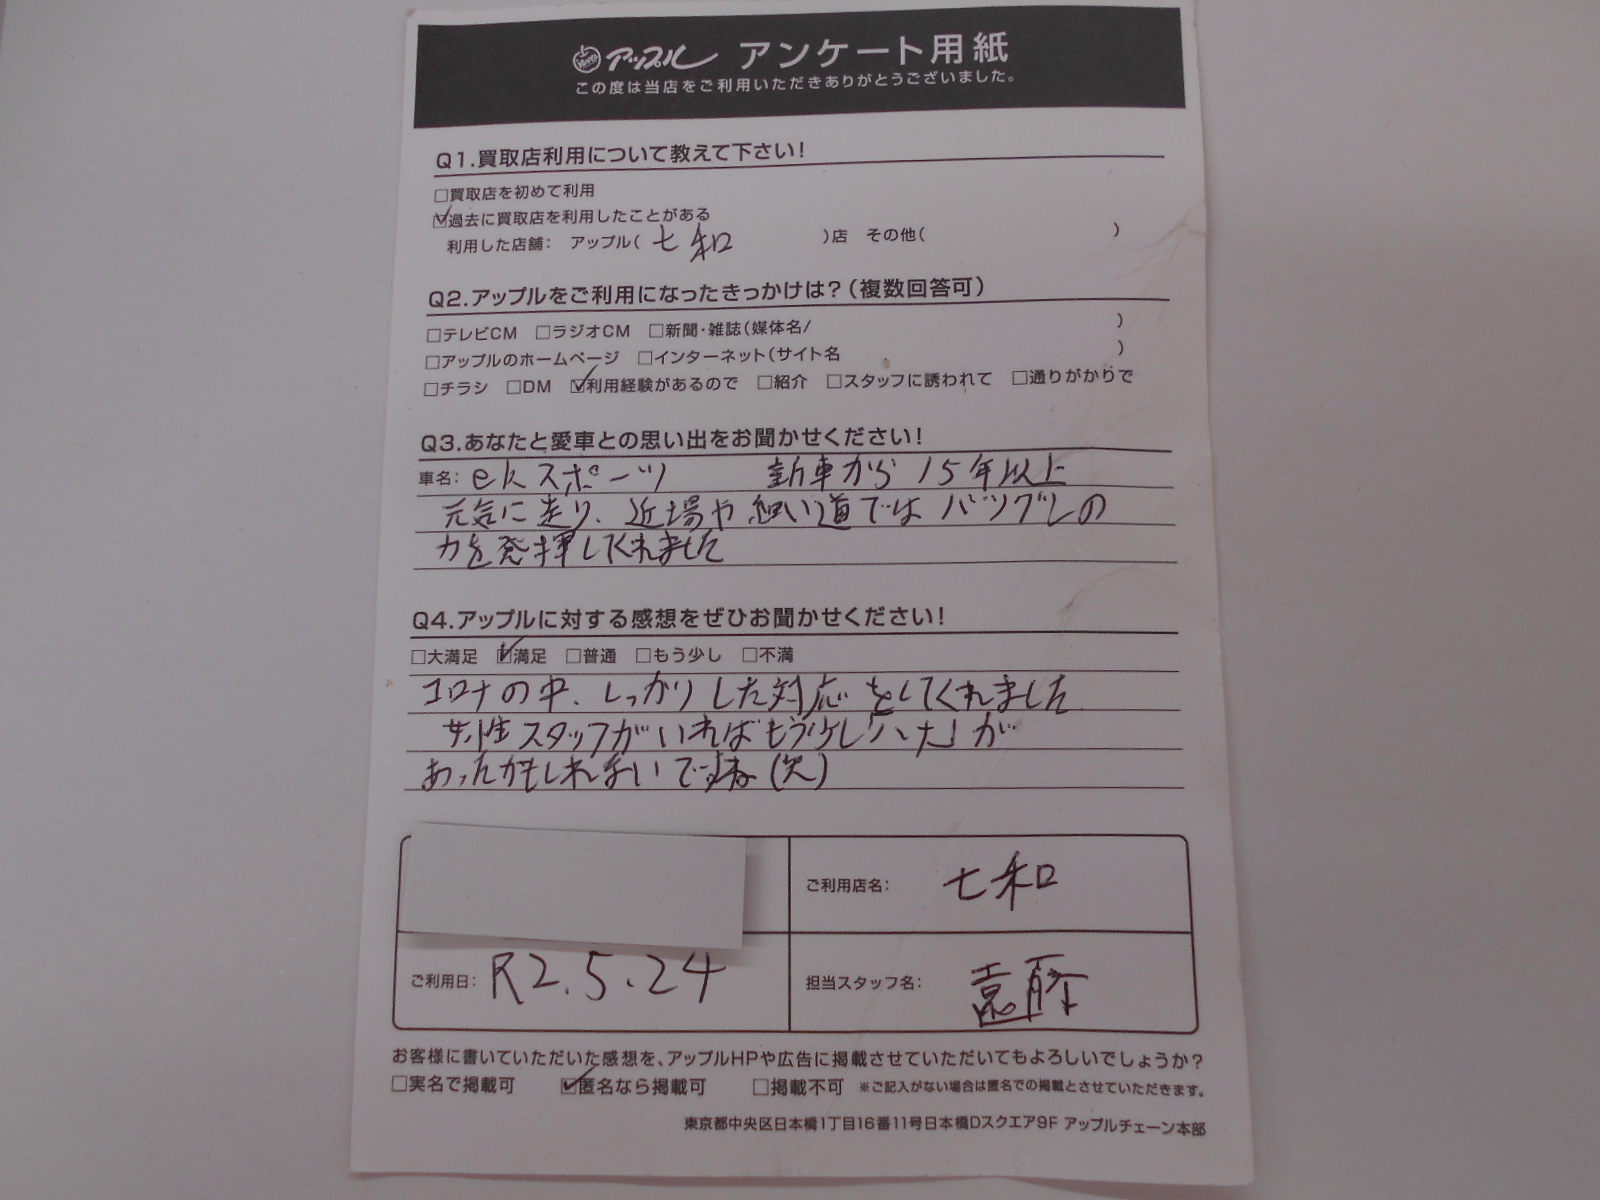 アップル アンケート用紙
この度は当店をご利用いただきありがとうございました。
Q1.買取店利用について教えて下さい!
□買取店を初めて利用
☑過去に買取店を利用したことがある
利用した店舗: アップル( 七和 )店 その他( )
Q2.アップルをご利用になったきっかけは?(複数回答可)
□テレビCM □ラジオCM □新聞・雑誌(媒体名/ )
□アップルのホームページ □インターネット(サイト名 )
□チラシ □DM ☑利用経験があるので □紹介 □スタッフに誘われて □通りがかりで
Q3.あなたと愛車との思い出をお聞かせください!
車名: ekスポーツ 新車から15年以上
元気に走り、近場や細い道ではバツグンの
力を発揮してくれました
Q4.アップルに対する感想をぜひお聞かせください!
□大満足 ☑満足 □普通 □もう少し □不満
コロナの中、しっかりした対応をしてくれました
女性スタッフがいればもう少し「ハナ」が
あったかもしれないですね(笑)
ご利用店名: 七和
ご利用日: R2.5.24
担当スタッフ名: 遠藤
お客様に書いていただいた感想を、アップルHPや広告に掲載させていただいてもよろしいでしょうか?
□実名で掲載可 ☑匿名なら掲載可 □掲載不可 ※ご記入がない場合は匿名での掲載とさせていただきます。
東京都中央区日本橋1丁目16番11号日本橋Dスクエア9F アップルチェーン本部